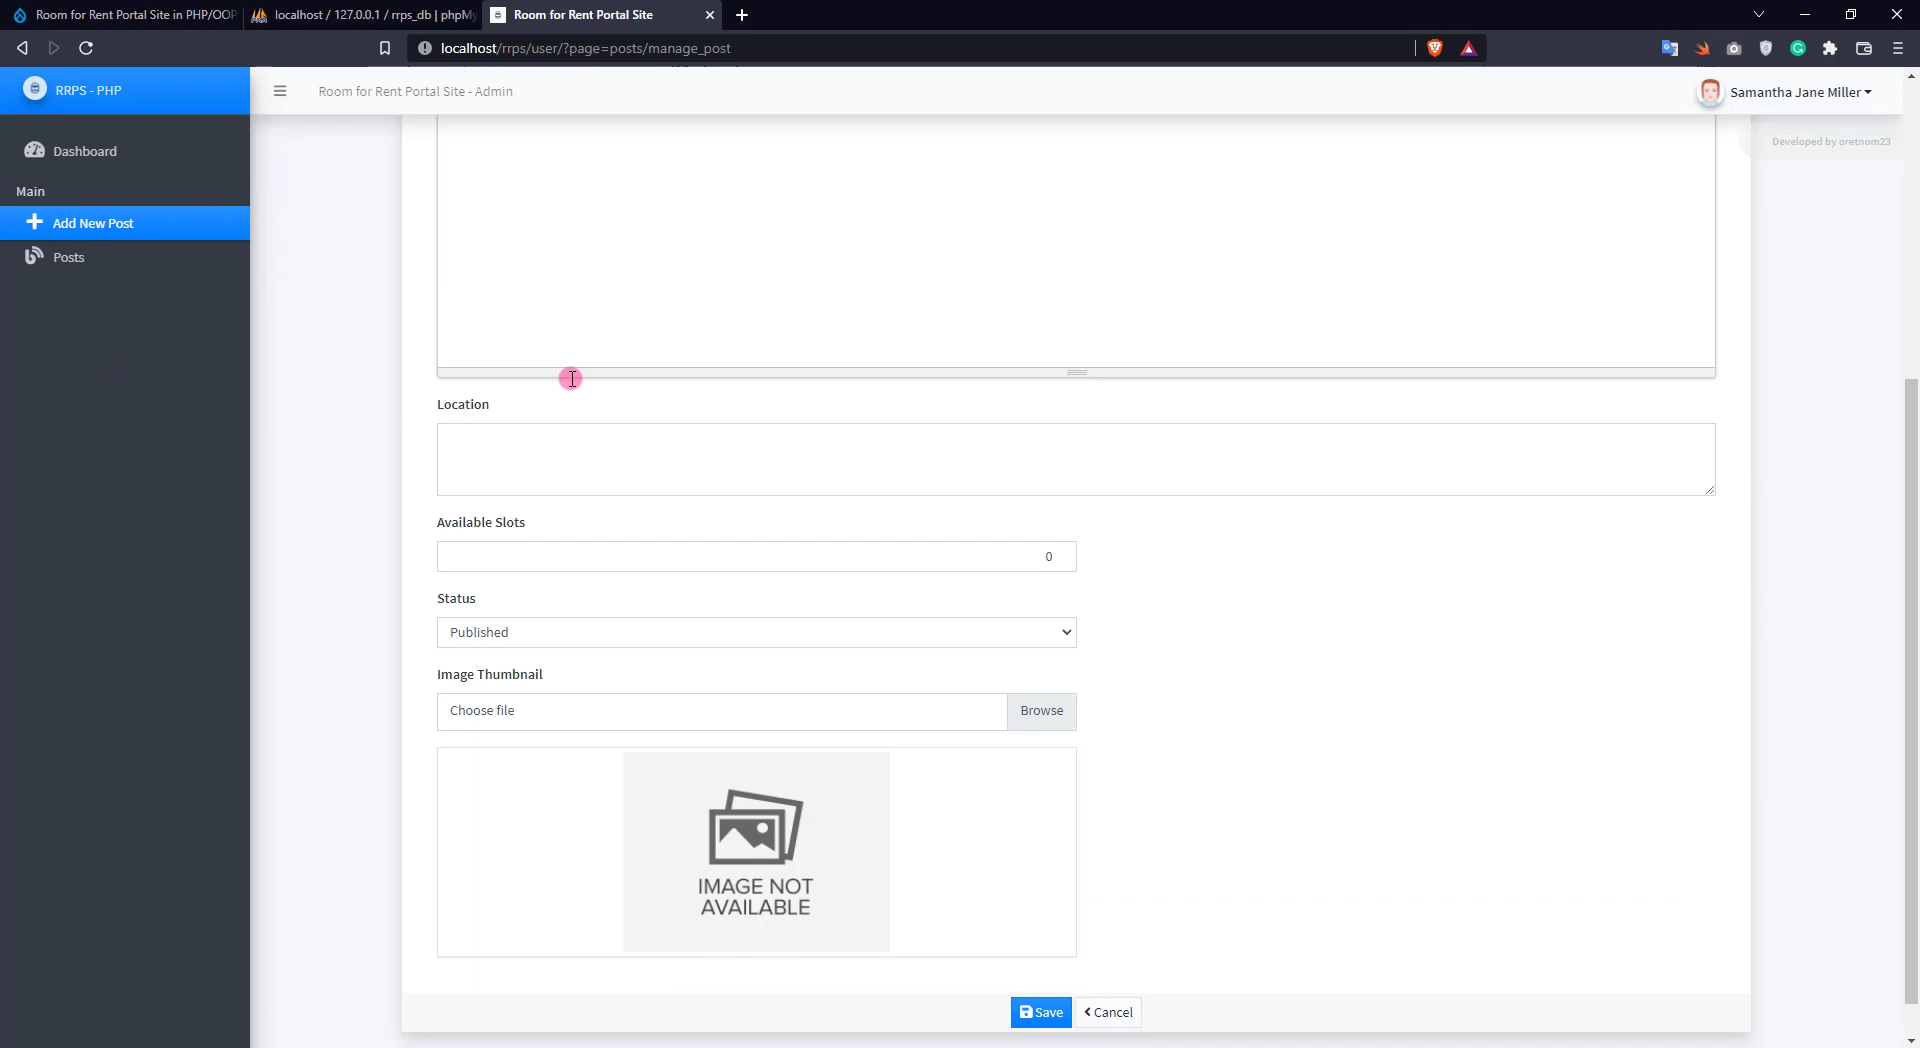 Room for Rent Portal Site in PHP/OOP
localhost / 127.0.0.1 / rrps_db | phpMy
Room for Rent Portal Site
localhost/rrps/user/?page=posts/manage_post
RRPS - PHP
Room for Rent Portal Site - Admin
Samantha Jane Miller
Developed by oretnom23
Dashboard
Main
Add New Post
Posts
Location
Available Slots
0
Status
Published
Image Thumbnail
Choose file
Browse
IMAGE NOT
AVAILABLE
Save
Cancel